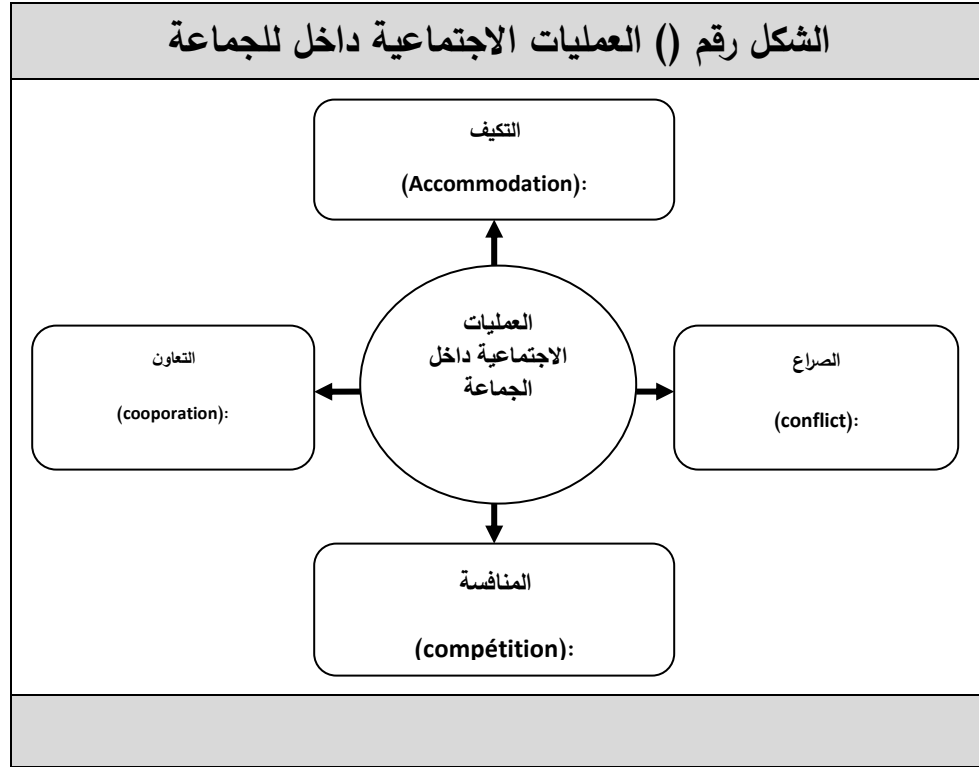 الشكل رقم () العمليات الاجتماعية داخل للجماعة
التكيف
(Accommodation):
العمليات
الاجتماعية داخل
الجماعة
الصراع
(conflict):
التعاون
(cooporation):
المنافسة
(compétition):